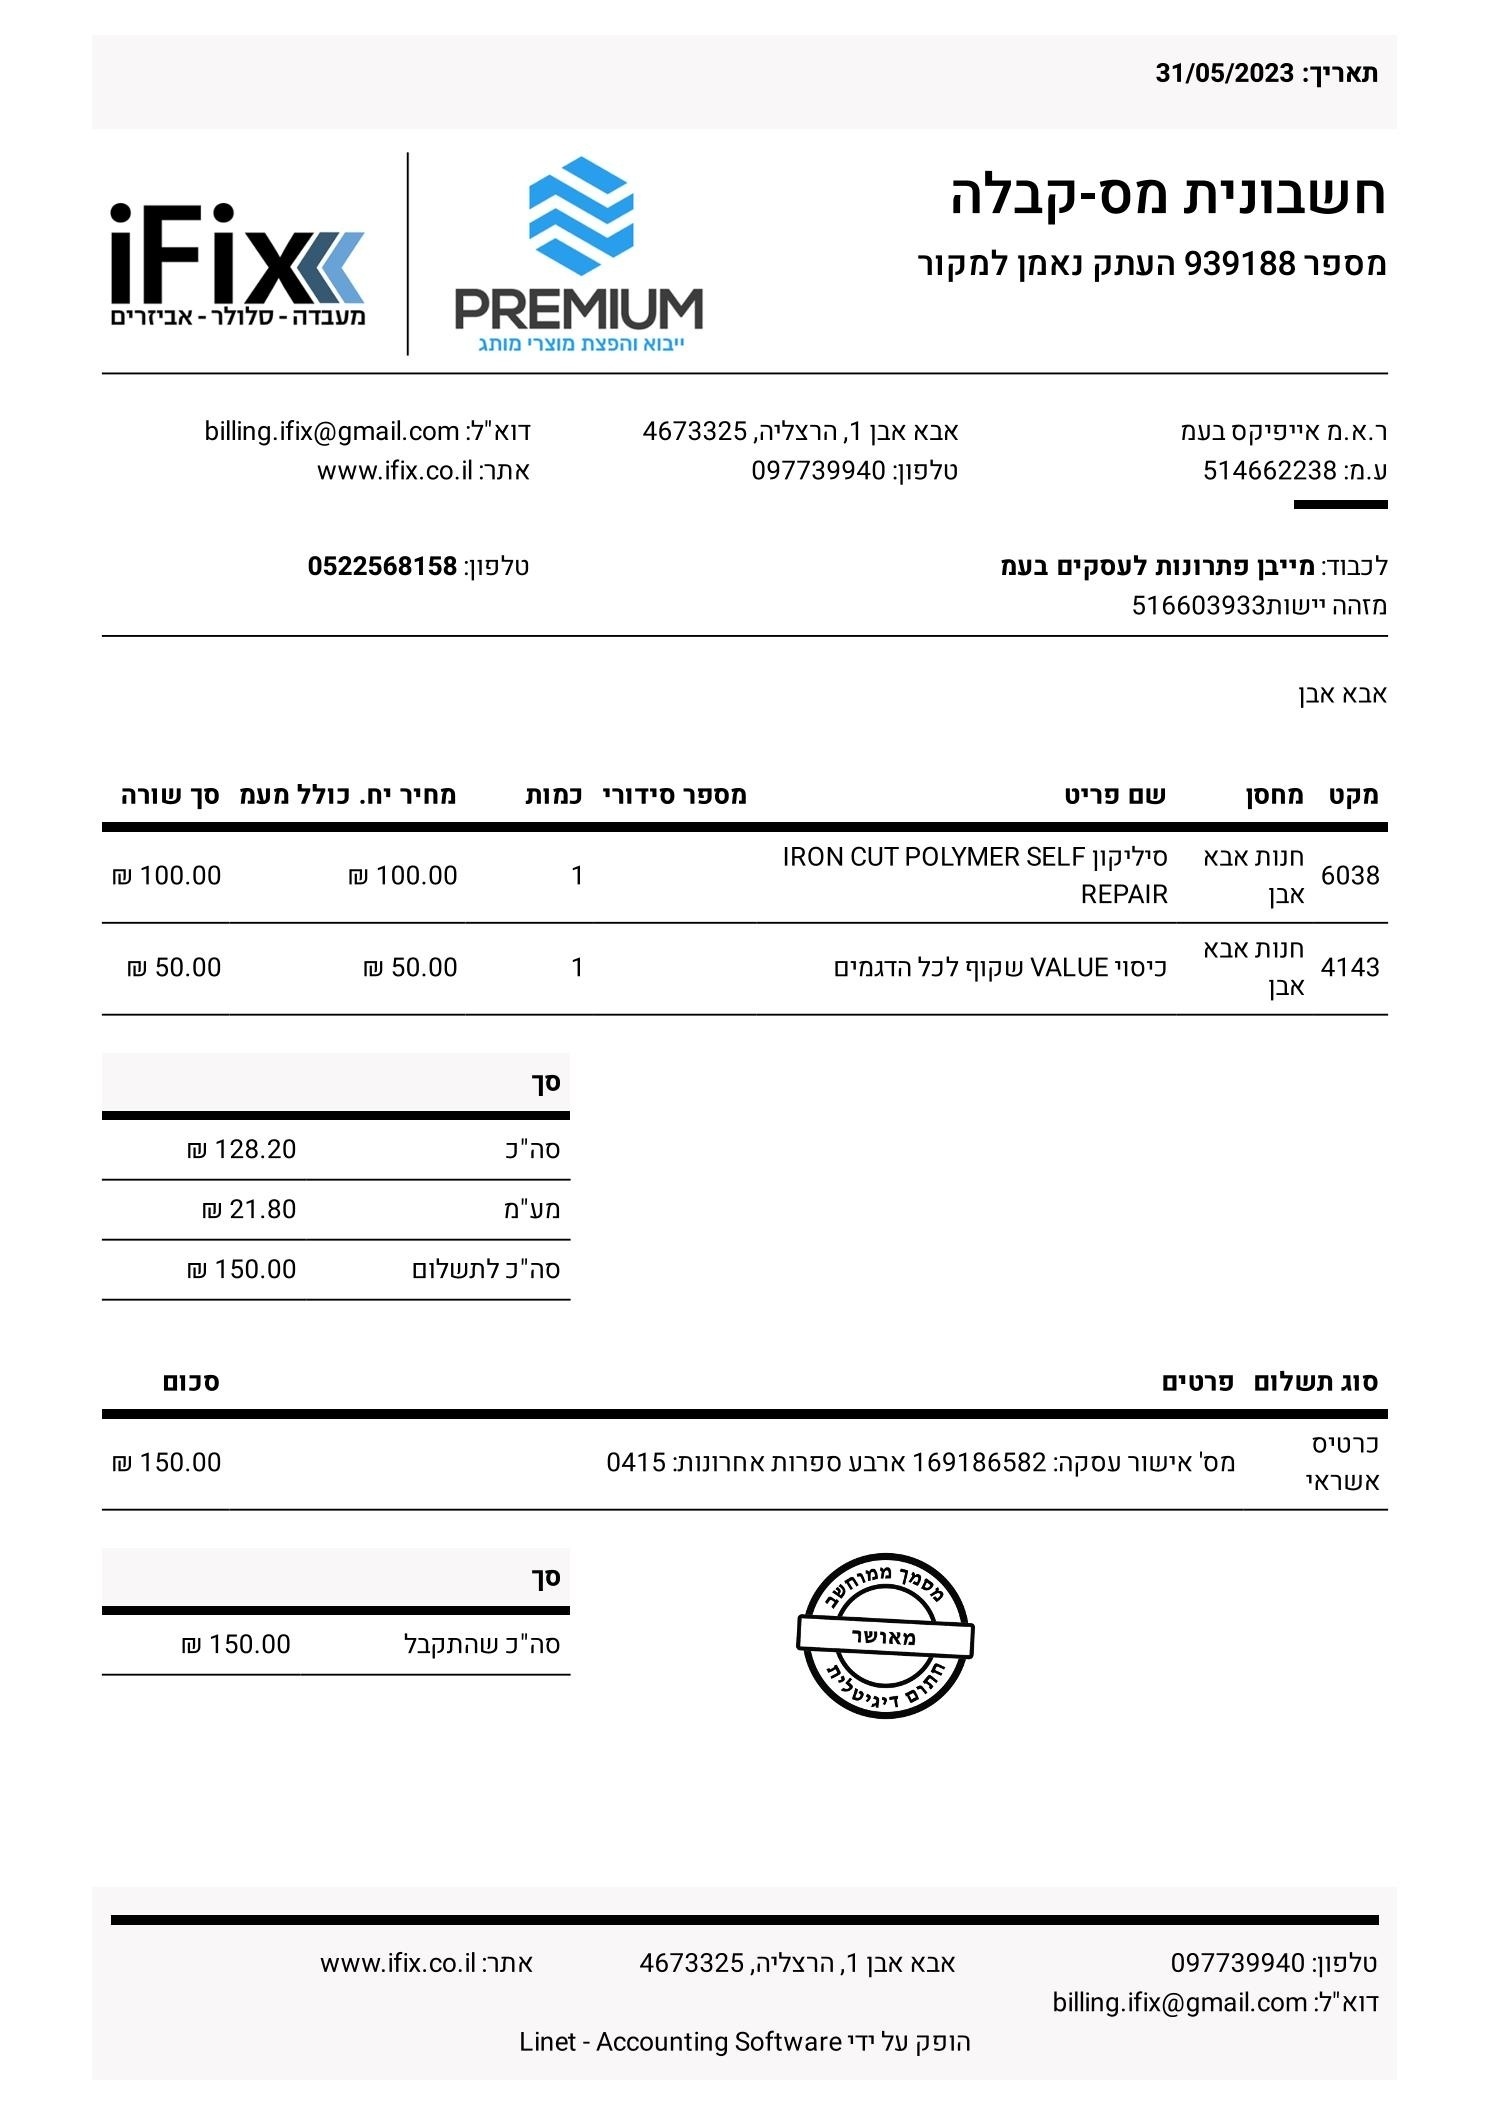 תאריך: 31/05/2023
חשבונית מס-קבלה
מספר 939188 העתק נאמן למקור
PREMIUM
ייבוא והפצת מוצרי מותג
iFix
מעבדה - סלולר - אביזרים
ר.א.מ אייפיקס בעמ
ע.מ: 514662238
אבא אבן 1, הרצליה, 4673325
טלפון: 097739940
דוא"ל: billing.ifix@gmail.com
אתר: www.ifix.co.il
לכבוד: מייבן פתרונות לעסקים בעמ
מזהה יישות516603933
טלפון: 0522568158
אבא אבן
מקט מחסן שם פריט מספר סידורי כמות מחיר יח. כולל מעמ סך שורה
6038 חנות אבא אבן סיליקון IRON CUT POLYMER SELF REPAIR 1 100.00 ₪ 100.00 ₪
4143 חנות אבא אבן כיסוי VALUE שקוף לכל הדגמים 1 50.00 ₪ 50.00 ₪
סך
סה"כ 128.20 ₪
מע"מ 21.80 ₪
סה"כ לתשלום 150.00 ₪
סוג תשלום פרטים סכום
כרטיס אשראי מס' אישור עסקה: 169186582 ארבע ספרות אחרונות: 0415 150.00 ₪
סך
סה"כ שהתקבל 150.00 ₪
מסמך ממוחשב
מאושר
חתרם דיגיטלית
טלפון: 097739940
דוא"ל: billing.ifix@gmail.com
אבא אבן 1, הרצליה, 4673325
אתר: www.ifix.co.il
הופק על ידי Linet - Accounting Software